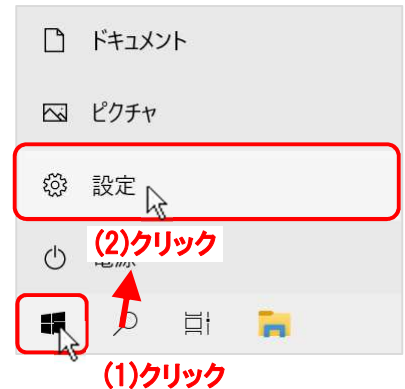 ドキュメント
ピクチャ
設定
(2)クリック
電源
(1)クリック